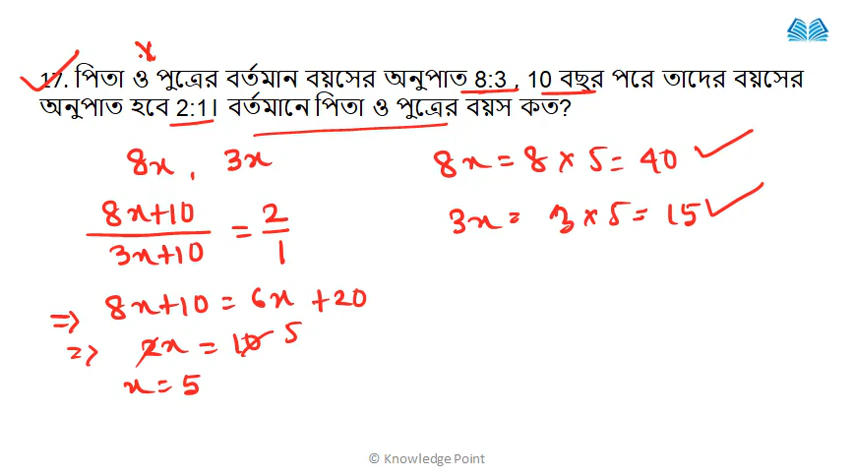 x
17. পিতা ও পুত্রের বর্তমান বয়সের অনুপাত 8:3 , 10 বছর পরে তাদের বয়সের
অনুপাত হবে 2:1। বর্তমানে পিতা ও পুত্রের বয়স কত?
8x , 3x
8x+10 / 3x+10 = 2/1
⇒ 8x+10 = 6x +20
⇒ 2x = 10 5
x = 5
8x = 8 × 5 = 40
3x = 3 × 5 = 15
© Knowledge Point